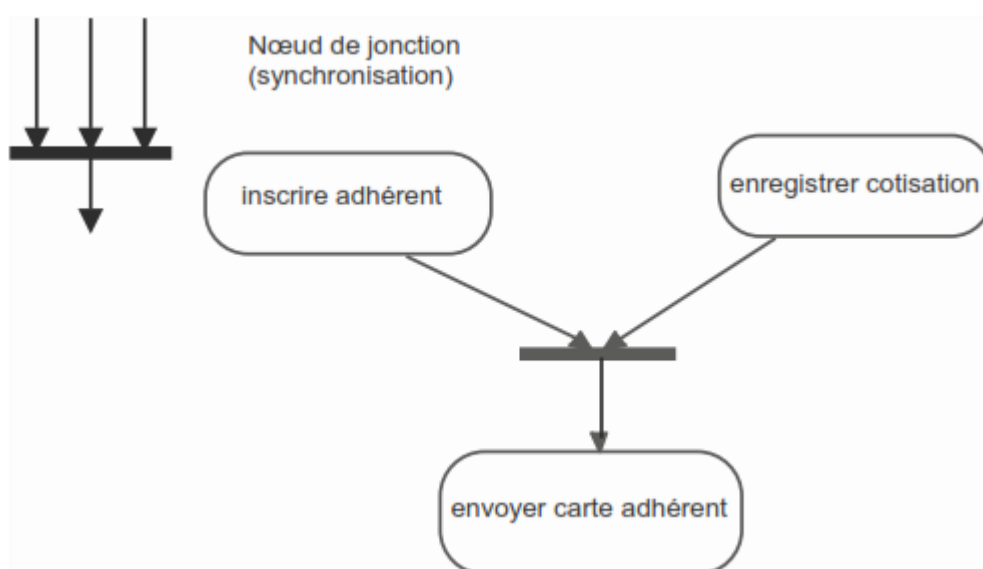 Nœud de jonction
(synchronisation)
inscrire adhérent
enregistrer cotisation
envoyer carte adhérent